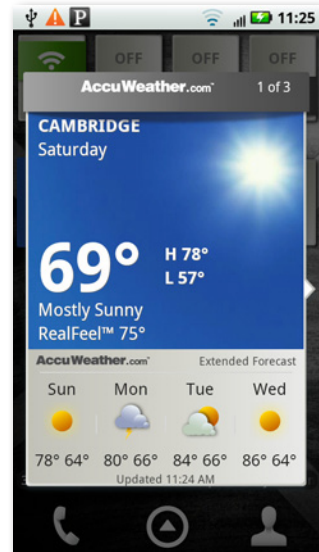 P 11:25
OFF OFF OFF
AccuWeather.com® 1 of 3
CAMBRIDGE
Saturday
69° H 78°
L 57°
Mostly Sunny
RealFeel™ 75°
AccuWeather.com® Extended Forecast
Sun Mon Tue Wed
78° 64° 80° 66° 84° 66° 86° 64°
Updated 11:24 AM